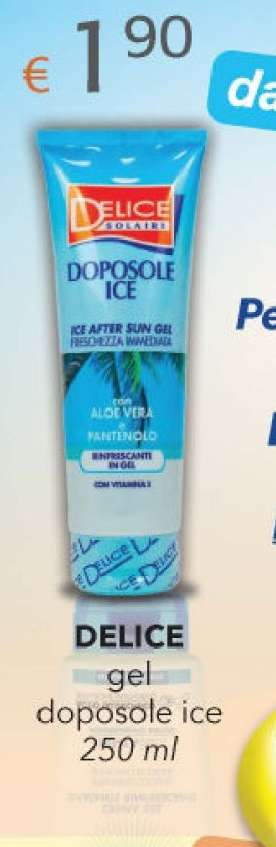 € 1 90
da
DELICE
SOLAIRE
DOPOSOLE
ICE
ICE AFTER SUN GEL
FRESCHEZZA IMMEDIATA
con
ALOE VERA
e
PANTENOLO
RINFRESCANTE
IN GEL
CON VITAMINA E
DELICE
Pe
DELICE
gel
doposole ice
250 ml